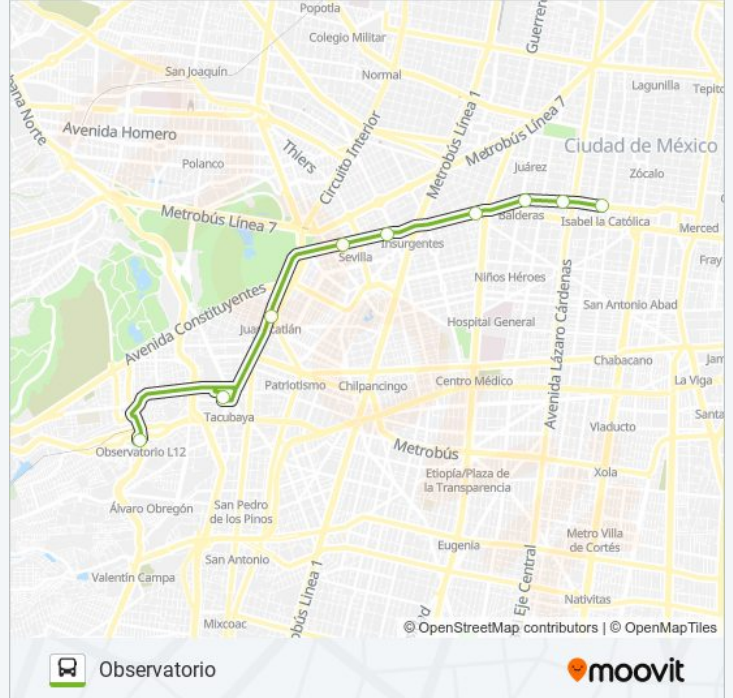 Popotla
Colegio Militar
Guerrer
San Joaquín
Normal
Lagunilla
Tepito
Metrobús Línea 1
Metrobús Línea 7
Avenida Homero
Circuito Interior
Ciudad de México
Thiers
Polanco
Juárez
Zócalo
Metrobús Línea 7
Balderas
Isabel la Católica
Merced
Insurgentes
Sevilla
Fray
Niños Héroes
Avenida Constituyentes
San Antonio Abad
Hospital General
Avenida Lázaro Cárdenas
Chabacano
Jam
Patriotismo
Chilpancingo
Centro Médico
La Viga
Tacubaya
Santa
Viaducto
Observatorio L12
Metrobús
Etiopía/Plaza de
la Transparencia
Xola
Álvaro Obregón
San Pedro
de los Pinos
Metro Villa
de Cortés
Eugenia
San Antonio
Eje Central
Valentín Campa
obús Línea 1
Nativitas
Mixcoac
© OpenStreetMap contributors | © OpenMapTiles
Observatorio
moovit